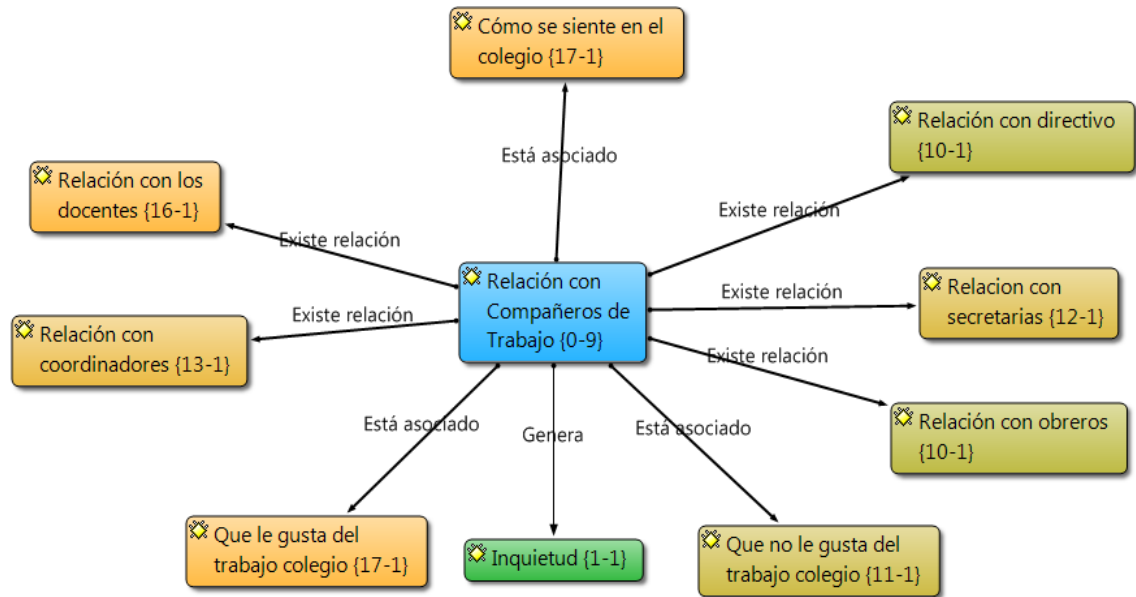 Cómo se siente en el
colegio {17-1}
Relación con directivo
{10-1}
Está asociado
Relación con los
docentes {16-1}
Existe relación
Existe relación
Relación con
Compañeros de
Trabajo {0-9}
Relacion con
secretarias {12-1}
Existe relación
Existe relación
Relación con
coordinadores {13-1}
Existe relación
Relación con obreros
{10-1}
Está asociado
Genera
Está asociado
Que le gusta del
trabajo colegio {17-1}
Inquietud {1-1}
Que no le gusta del
trabajo colegio {11-1}